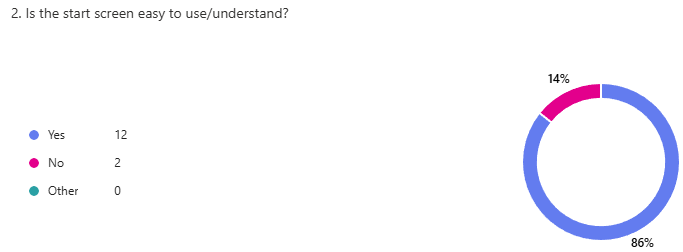 2. Is the start screen easy to use/understand?
14%
Yes 12
No 2
Other 0
86%